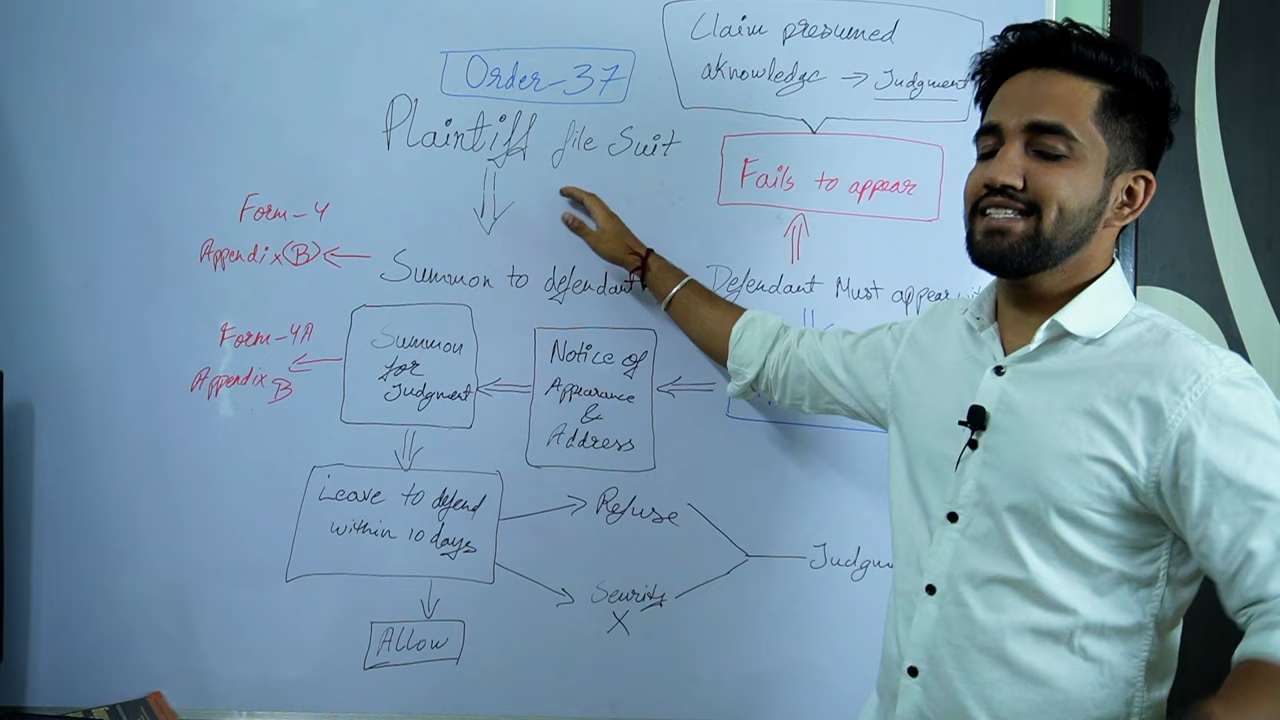 Claim presumed
aknowledge → Judgment
Order-37
Plaintiff file Suit
Fails to appear
Form-4
Appendix(B)
Summon to defendant
Defendant Must appear
Form-4A
Appendix B
Summon
for
Judgment
Notice of
Appearance
&
Address
Leave to defend
within 10 days
Refuse
Security
X
Allow